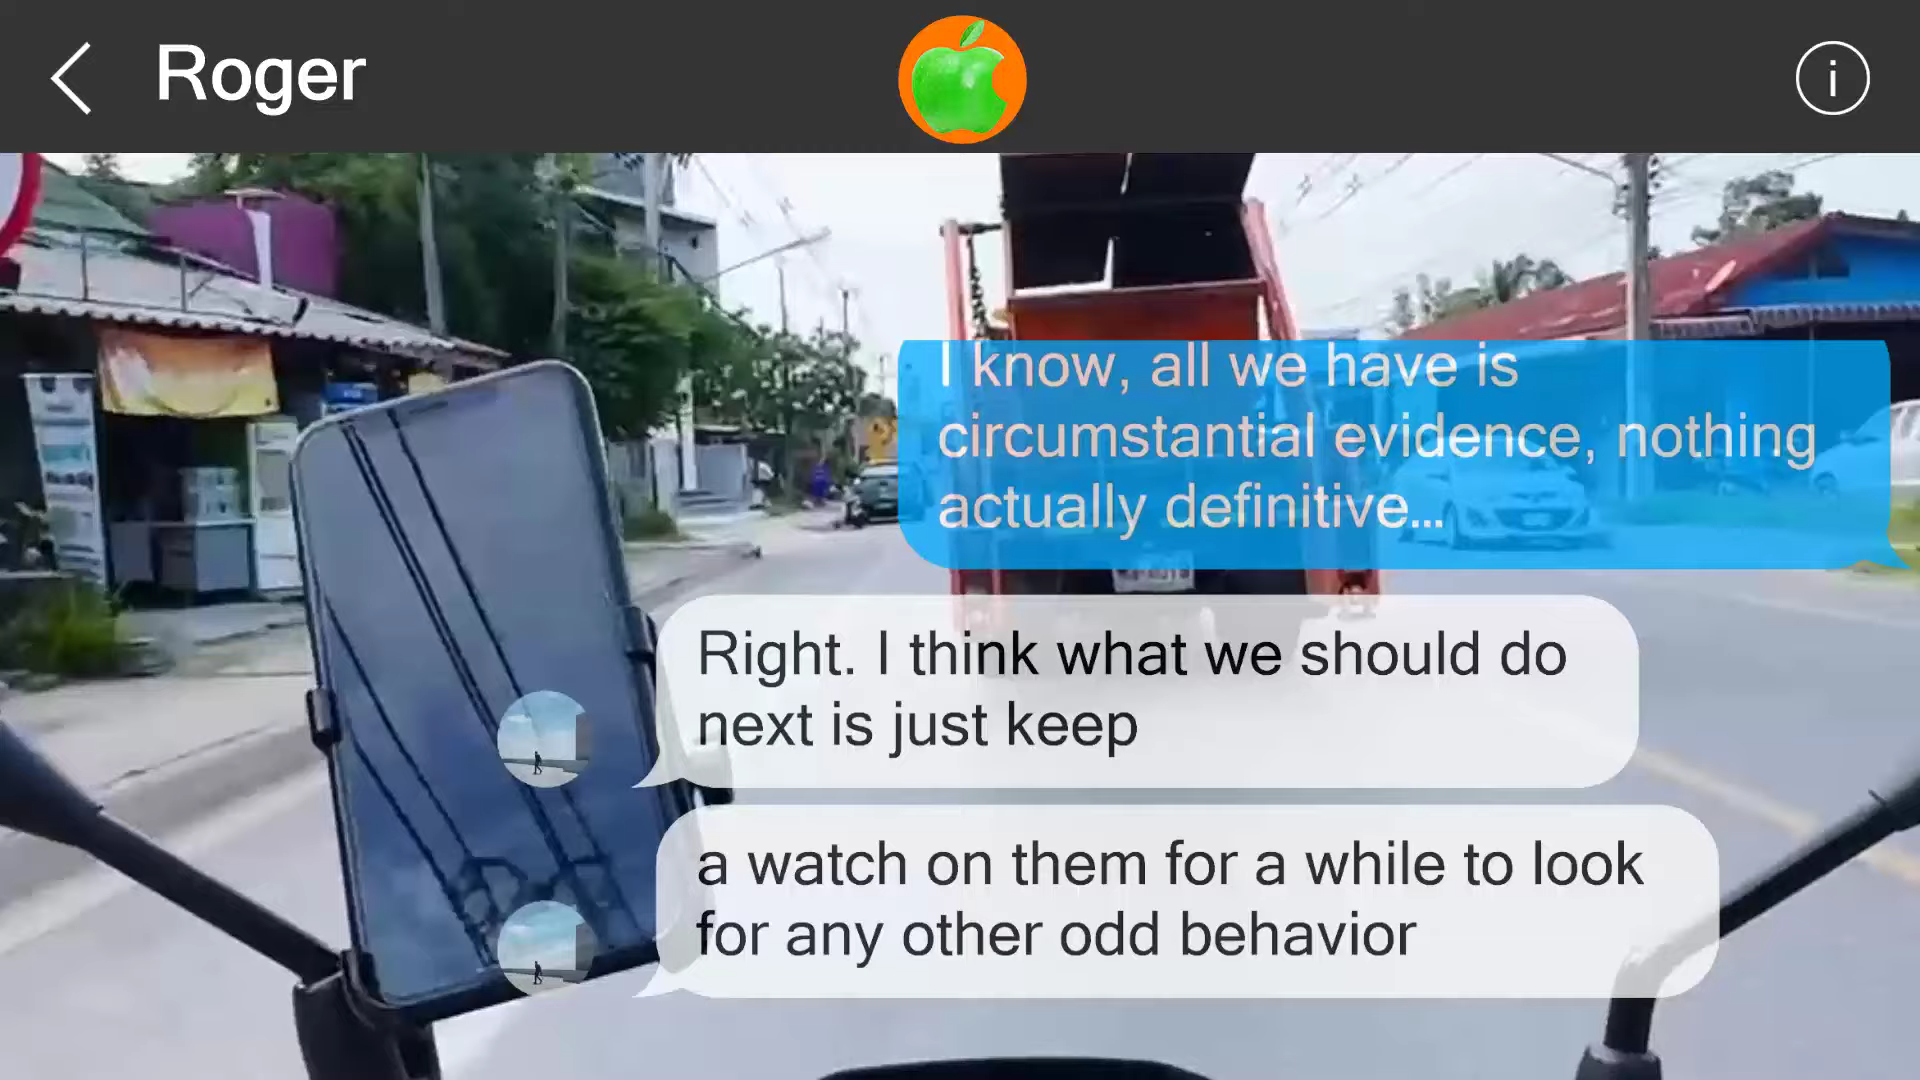 Roger
I know, all we have is
circumstantial evidence, nothing
actually definitive...
Right. I think what we should do
next is just keep
a watch on them for a while to look
for any other odd behavior